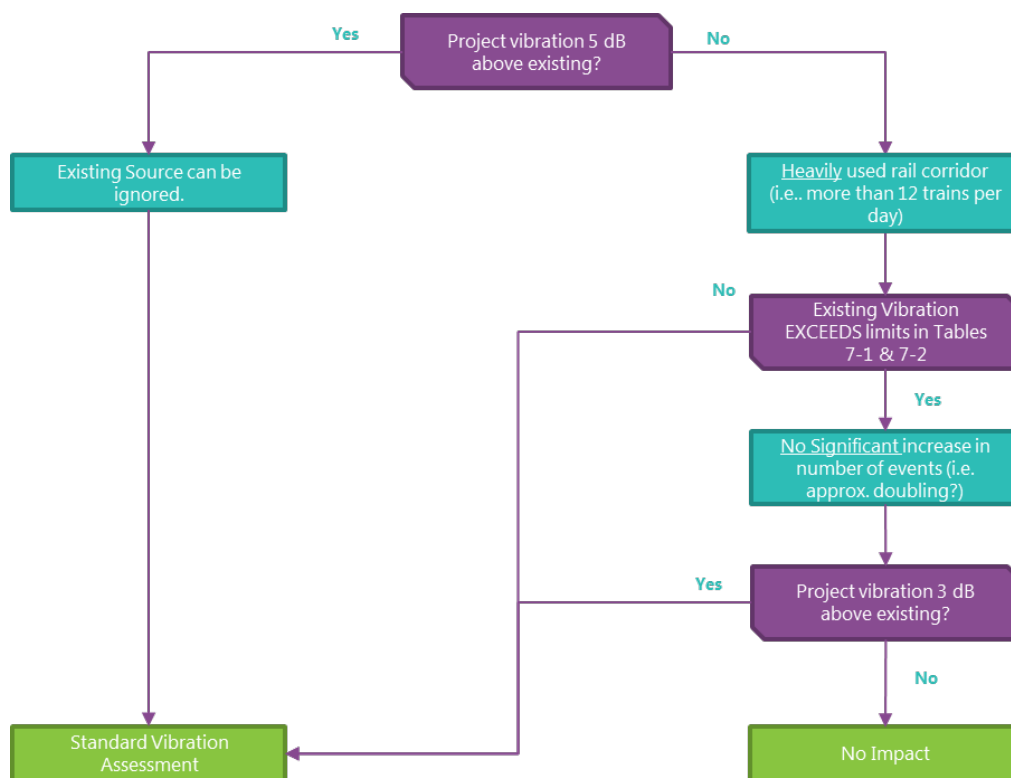 Yes
Project vibration 5 dB
above existing?
No
Existing Source can be
ignored.
Heavily used rail corridor
(i.e.. more than 12 trains per
day)
No
Existing Vibration
EXCEEDS limits in Tables
7-1 & 7-2
Yes
No Significant increase in
number of events (i.e.
approx. doubling?)
Yes
Project vibration 3 dB
above existing?
No
Standard Vibration
Assessment
No Impact